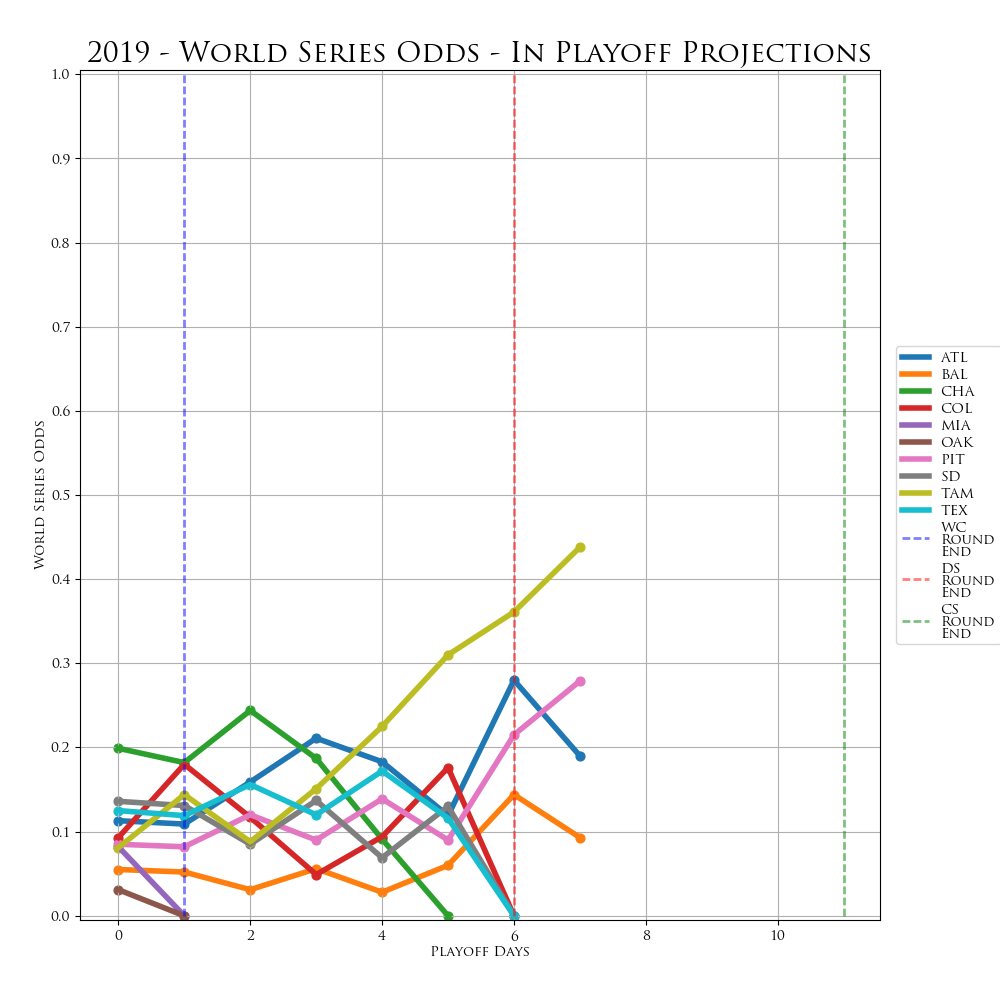 2019 - World Series Odds - In Playoff Projections
1.0
0.9
0.8
0.7
0.6
0.5
0.4
0.3
0.2
0.1
0.0
World Series Odds
0 2 4 6 8 10
Playoff Days
ATL
BAL
CHA
COL
MIA
OAK
PIT
SD
TAM
TEX
WC
Round
End
DS
Round
End
CS
Round
End